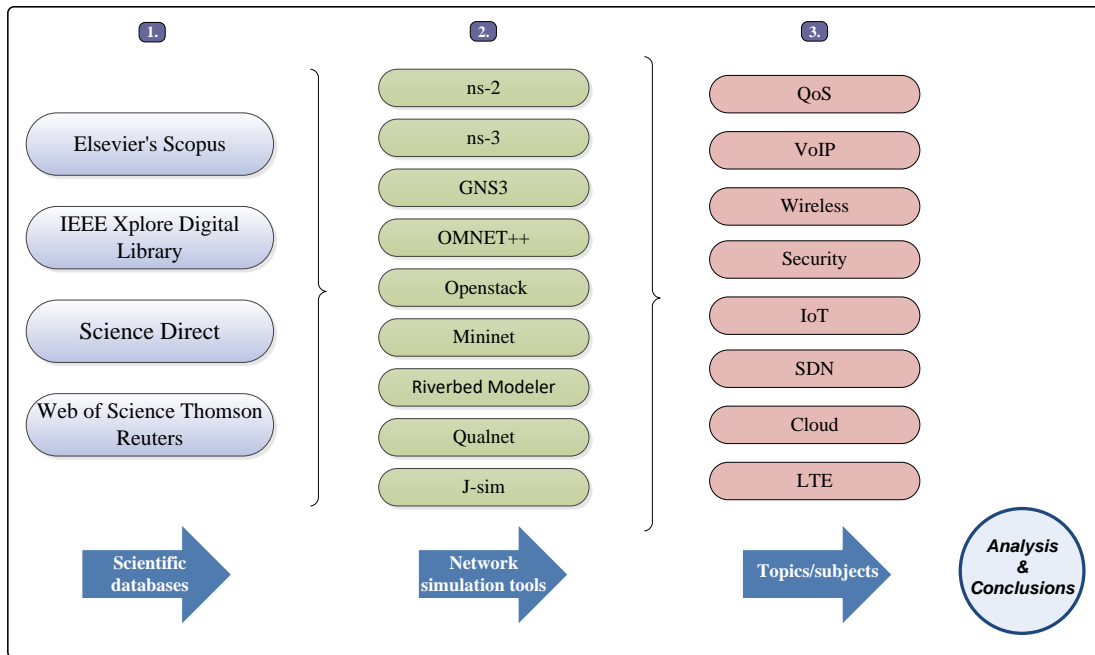 1.
Elsevier's Scopus
IEEE Xplore Digital
Library
Science Direct
Web of Science Thomson
Reuters
Scientific
databases
2.
ns-2
ns-3
GNS3
OMNET++
Openstack
Mininet
Riverbed Modeler
Qualnet
J-sim
Network
simulation tools
3.
QoS
VoIP
Wireless
Security
IoT
SDN
Cloud
LTE
Topics/subjects
Analysis
&
Conclusions